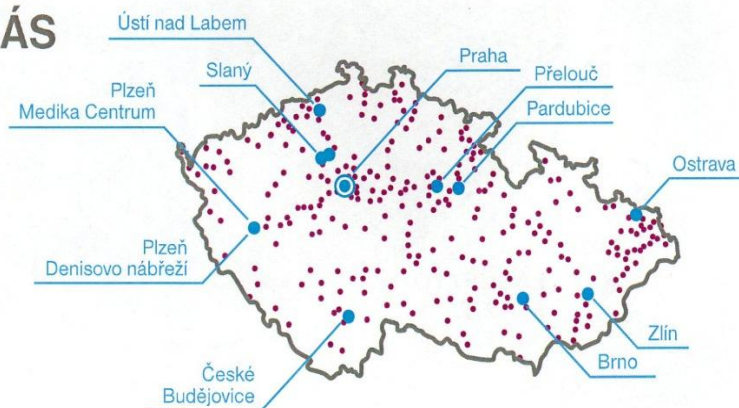 ÁS
Ústí nad Labem
Slaný
Praha
Přelouč
Pardubice
Plzeň
Medika Centrum
Ostrava
Plzeň
Denisovo nábřeží
České
Budějovice
Brno
Zlín